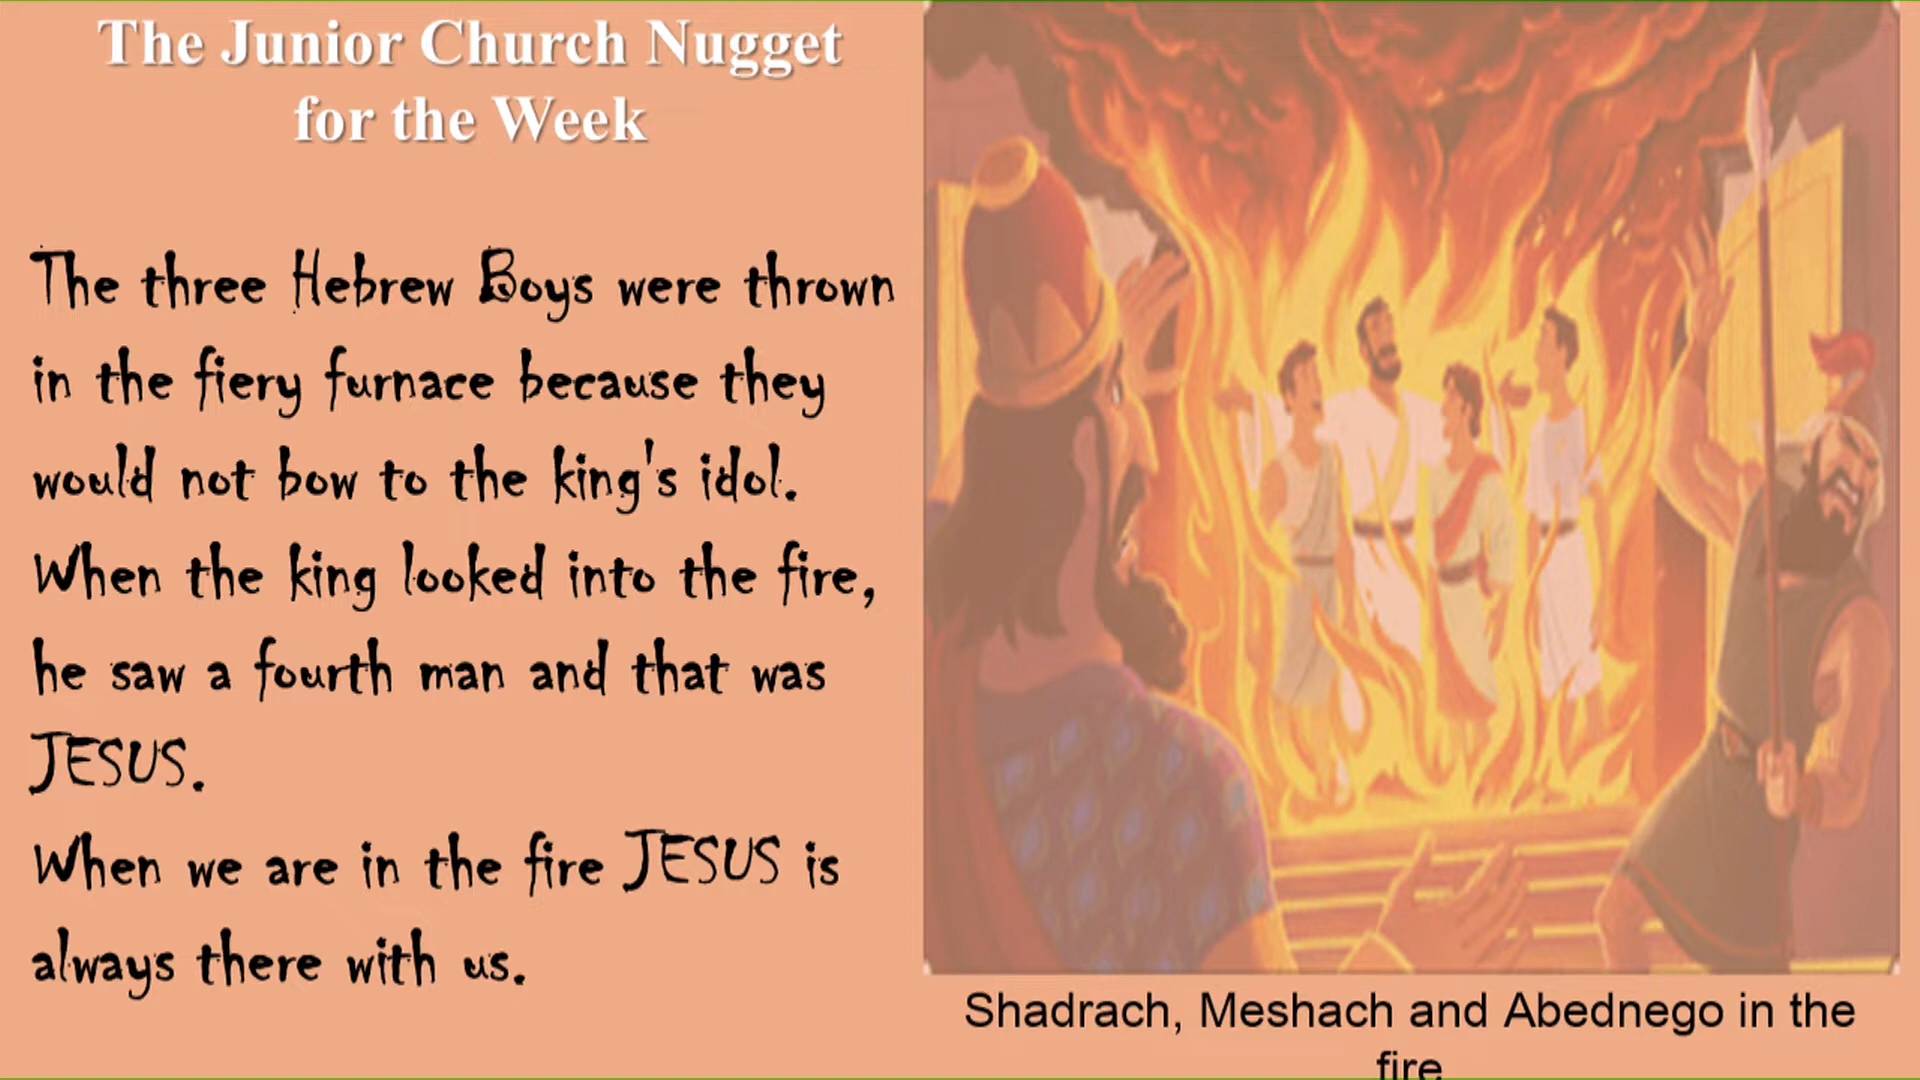 The Junior Church Nugget
for the Week
The three Hebrew Boys were thrown
in the fiery furnace because they
would not bow to the king's idol.
When the king looked into the fire,
he saw a fourth man and that was
JESUS.
When we are in the fire JESUS is
always there with us.
Shadrach, Meshach and Abednego in the
fire